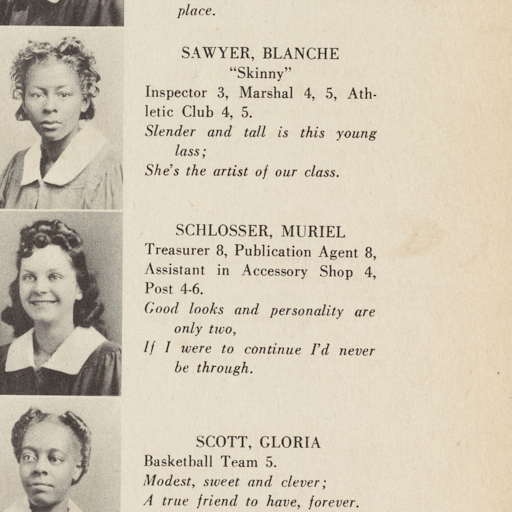 place.
SAWYER, BLANCHE
“Skinny”
Inspector 3, Marshal 4, 5, Ath-
letic Club 4, 5.
Slender and tall is this young
lass;
She's the artist of our class.
SCHLOSSER, MURIEL
Treasurer 8, Publication Agent 8,
Assistant in Accessory Shop 4,
Post 4-6.
Good looks and personality are
only two,
If I were to continue I'd never
be through.
SCOTT, GLORIA
Basketball Team 5.
Modest, sweet and clever;
A true friend to have, forever.